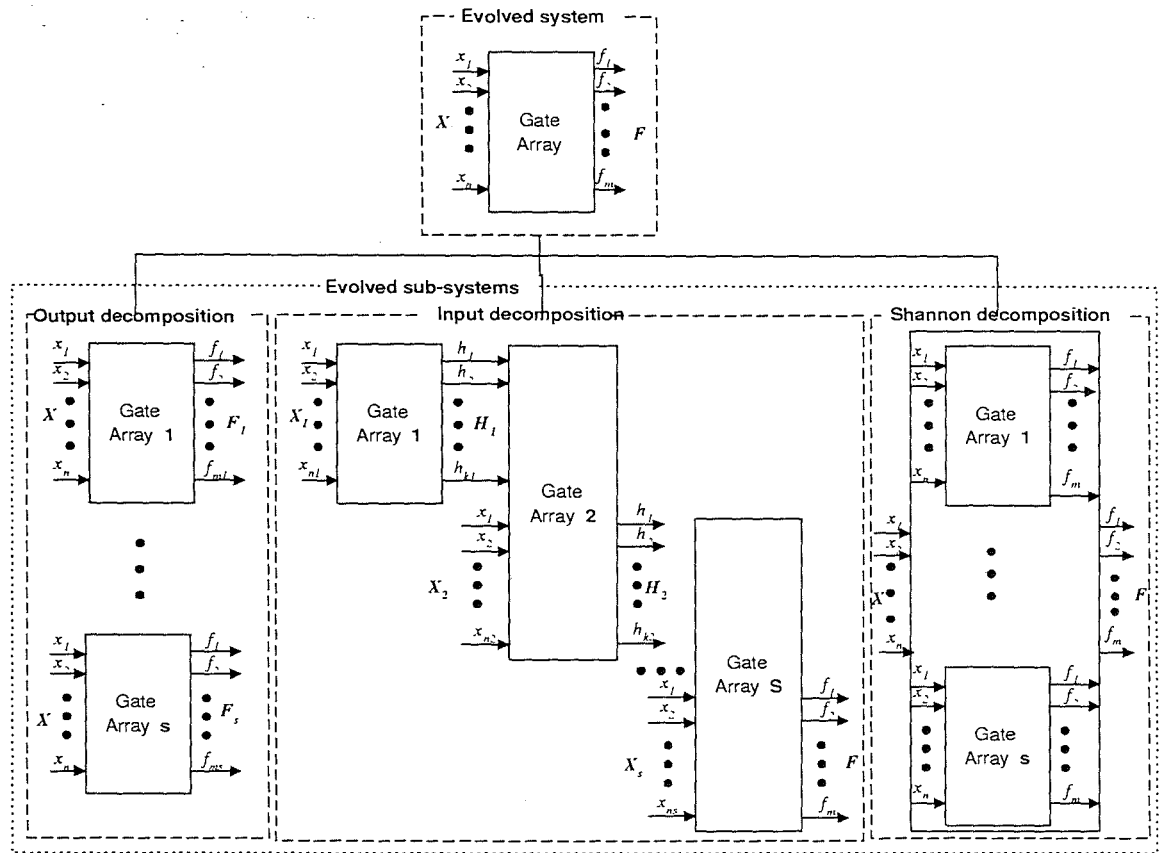 Evolved system
x1
x2
X
xn
Gate
Array
f1
f2
F
fm
Evolved sub-systems
Output decomposition
x1
x2
X
xn
Gate
Array 1
f1
f2
F1
fm1
x1
x2
X
xn
Gate
Array s
f1
f2
Fs
fms
Input decomposition
x1
x2
X1
xn1
Gate
Array 1
h1
h2
H1
hk1
x1
x2
X2
xn2
Gate
Array 2
h1
h2
H2
hk2
x1
x2
Xs
xns
Gate
Array S
f1
f2
F
fm
Shannon decomposition
x1
x2
X
xn
x1
x2
xn
Gate
Array 1
f1
f2
fm
x1
x2
xn
Gate
Array s
f1
f2
fm
f1
f2
F
fm